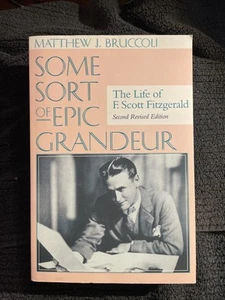 MATTHEW J. BRUCCOLI
SOME
SORT
OF EPIC
GRANDEUR
The Life of
F. Scott Fitzgerald
Second Revised Edition